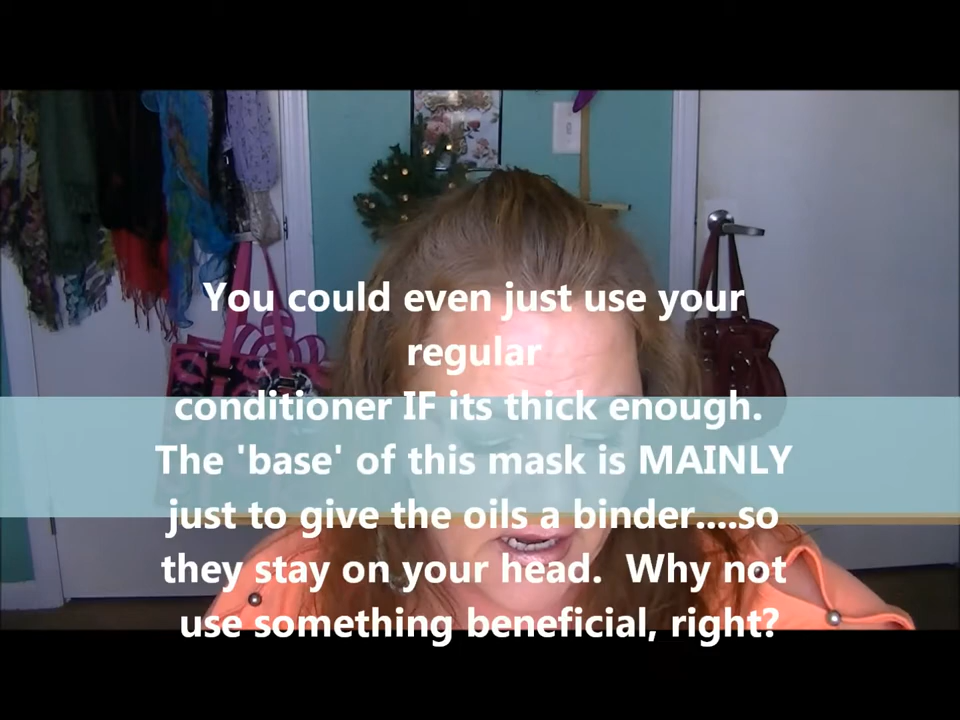 You could even just use your
regular
conditioner IF its thick enough.
The 'base' of this mask is MAINLY
just to give the oils a binder....so
they stay on your head.  Why not
use something beneficial, right?